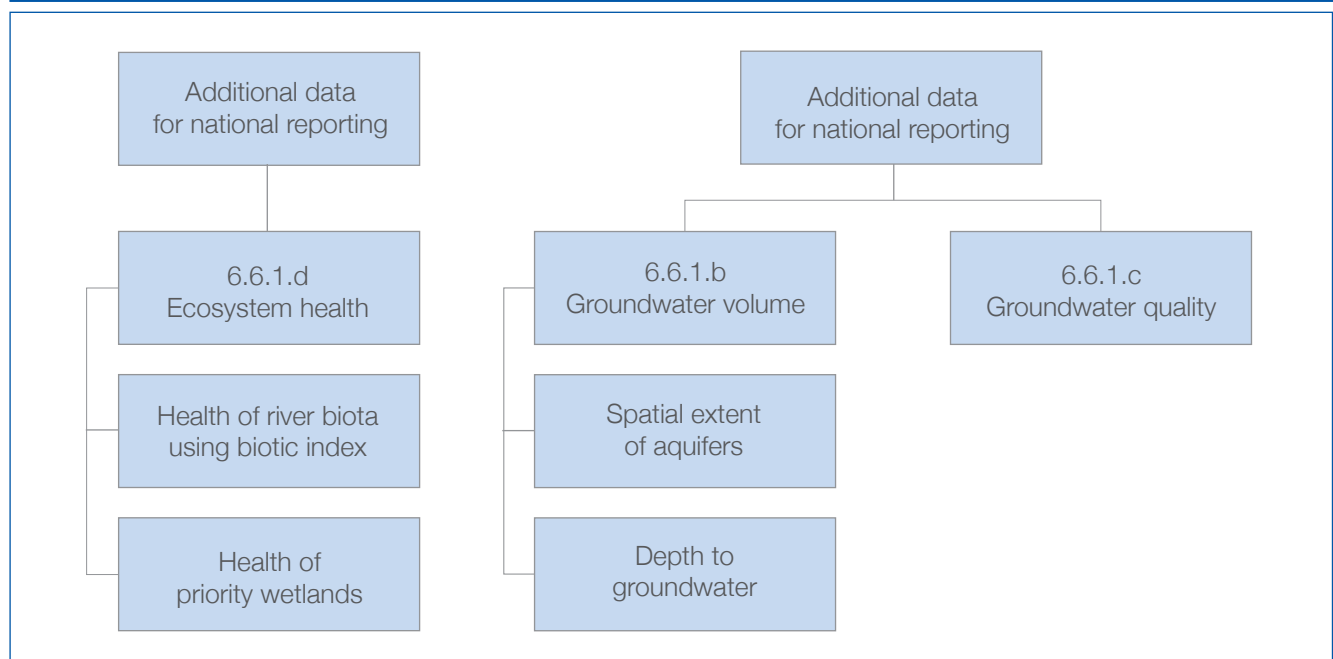 Additional data
for national reporting
6.6.1.d
Ecosystem health
Health of river biota
using biotic index
Health of
priority wetlands
Additional data
for national reporting
6.6.1.b
Groundwater volume
6.6.1.c
Groundwater quality
Spatial extent
of aquifers
Depth to
groundwater